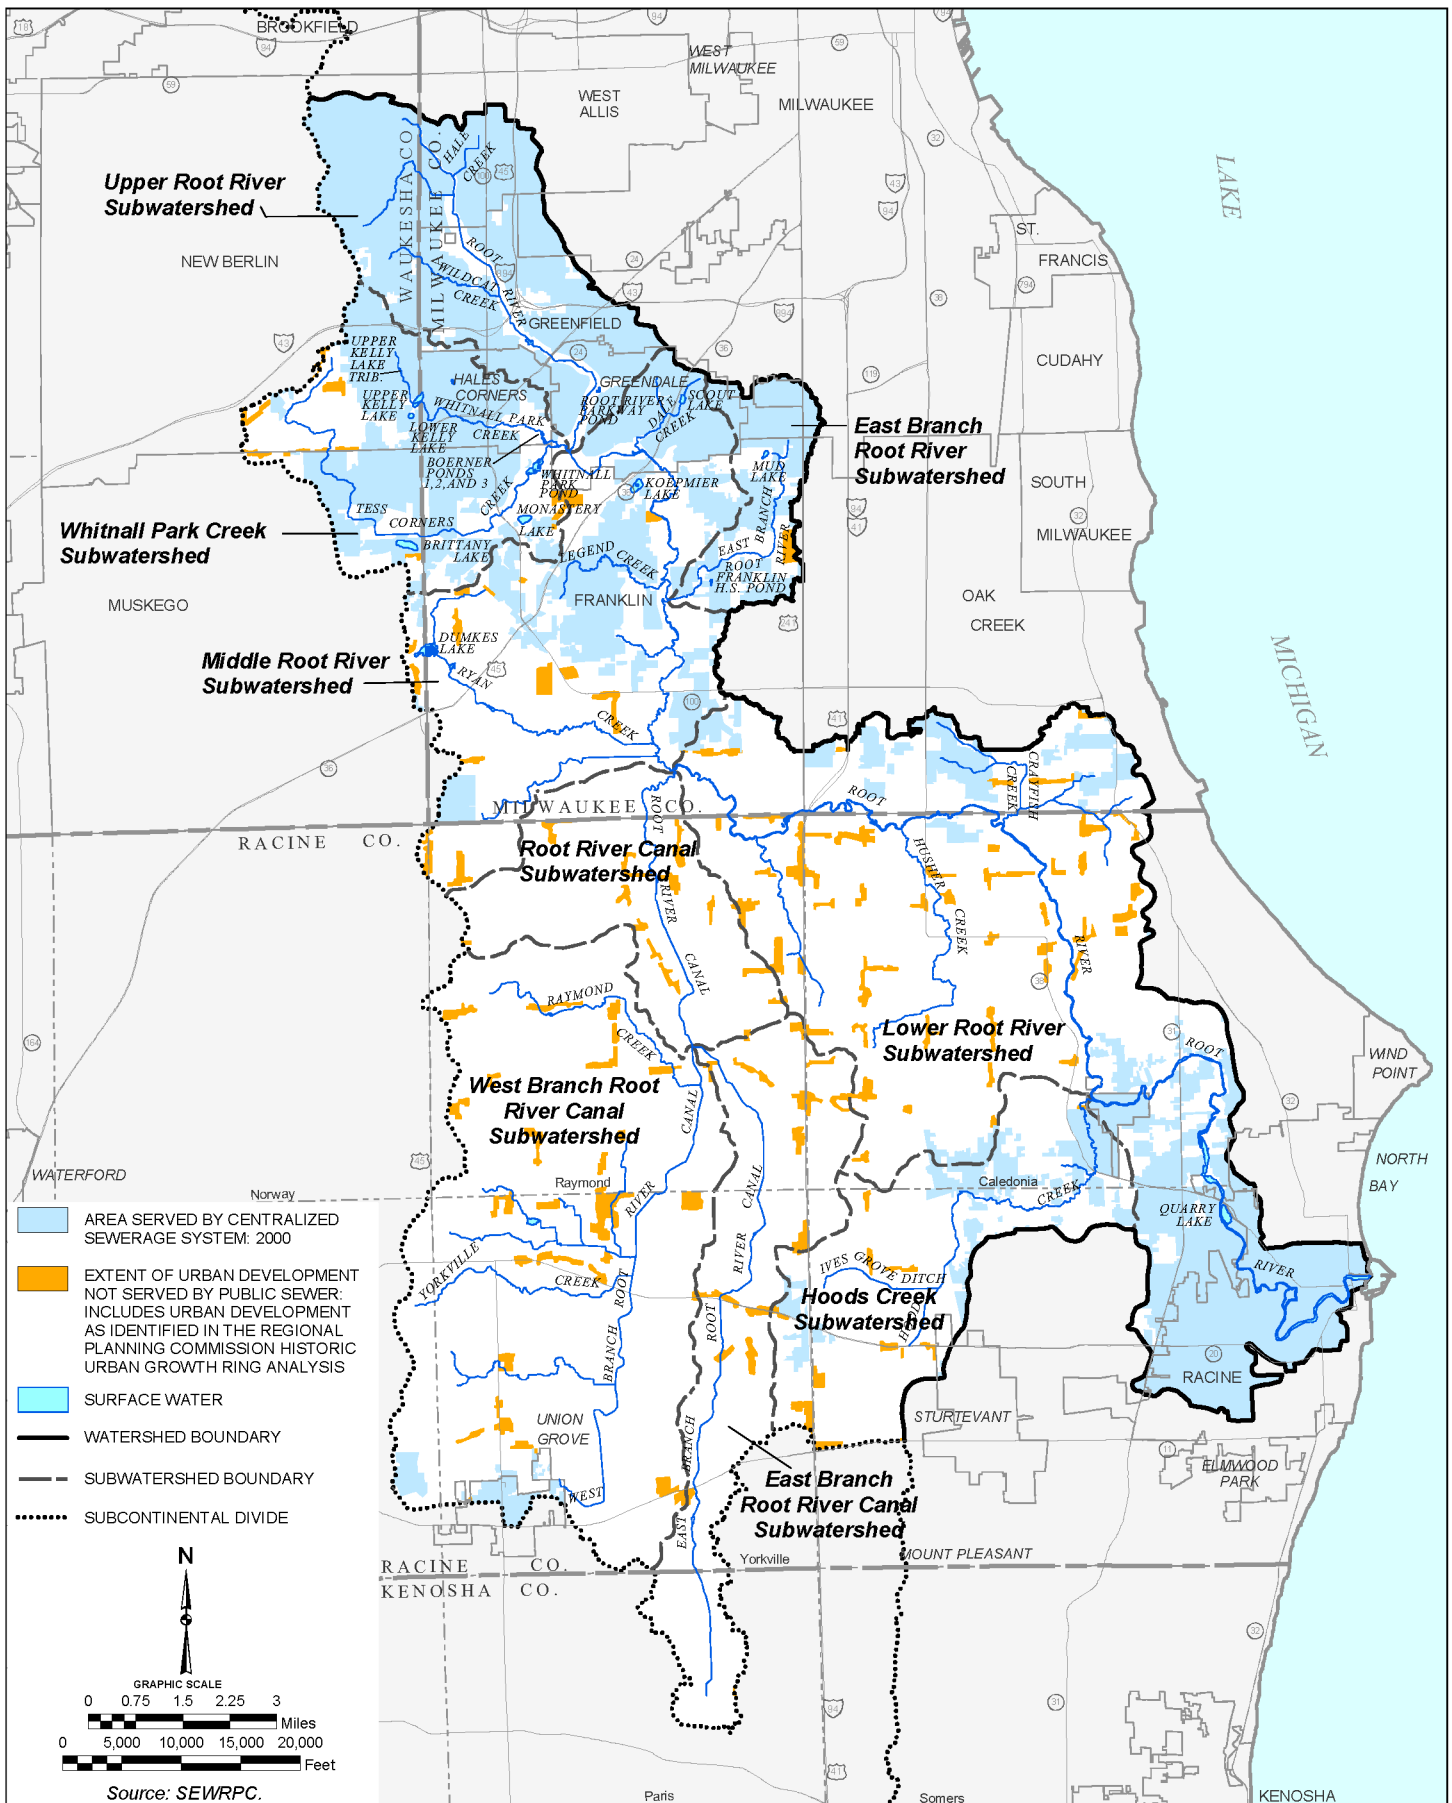 BROOKFIELD
WEST
MILWAUKEE
WEST
ALLIS
MILWAUKEE
LAKE
MICHIGAN
WAUKESHA CO.
MILWAUKEE CO.
HALE
CREEK
Upper Root River
Subwatershed
NEW BERLIN
ROOT
RIVER
WILDCAT
CREEK
GREENFIELD
ST.
FRANCIS
CUDAHY
UPPER
KELLY
LAKE
TRIB.
HALES
CORNERS
GREENDALE
UPPER
KELLY
LAKE
WHITNALL PARK
CREEK
ROOT RIVER
PARKWAY
POND
DALE
CREEK
SCOUT
LAKE
LOWER
KELLY
LAKE
East Branch
Root River
Subwatershed
BOERNER
PONDS
1,2,AND 3
WHITNALL
PARK
POND
KOEPMIER
LAKE
MUD
LAKE
SOUTH
MILWAUKEE
TESS
CORNERS
CREEK
MONASTERY
LAKE
Whitnall Park Creek
Subwatershed
BRITTANY
LAKE
LEGEND
CREEK
EAST
BRANCH
ROOT
RIVER
FRANKLIN
H.S. POND
FRANKLIN
MUSKEGO
OAK
CREEK
Middle Root River
Subwatershed
DUMKES
LAKE
RYAN
CREEK
MILWAUKEE CO.
RACINE CO.
ROOT
CRAYFISH
CREEK
Root River Canal
Subwatershed
ROOT
RIVER
CANAL
HUSHER
CREEK
RIVER
RAYMOND
CREEK
Lower Root River
Subwatershed
ROOT
WIND
POINT
West Branch Root
River Canal
Subwatershed
CANAL
RIVER
CANAL
RIVER
WATERFORD
Norway
Raymond
Caledonia
CREEK
NORTH
BAY
QUARRY
LAKE
RIVER
YORKVILLE
CREEK
ROOT
BRANCH
IVES GROVE DITCH
Hoods Creek
Subwatershed
ROOT
BRANCH
RACINE
STURTEVANT
UNION
GROVE
WEST
EAST
East Branch
Root River Canal
Subwatershed
ELMWOOD
PARK
MOUNT PLEASANT
Yorkville
RACINE CO.
KENOSHA CO.
Paris
Somers
KENOSHA
AREA SERVED BY CENTRALIZED
SEWERAGE SYSTEM: 2000
EXTENT OF URBAN DEVELOPMENT
NOT SERVED BY PUBLIC SEWER:
INCLUDES URBAN DEVELOPMENT
AS IDENTIFIED IN THE REGIONAL
PLANNING COMMISSION HISTORIC
URBAN GROWTH RING ANALYSIS
SURFACE WATER
WATERSHED BOUNDARY
SUBWATERSHED BOUNDARY
SUBCONTINENTAL DIVIDE
N
GRAPHIC SCALE
0 0.75 1.5 2.25 3
Miles
0 5,000 10,000 15,000 20,000
Feet
Source: SEWRPC.